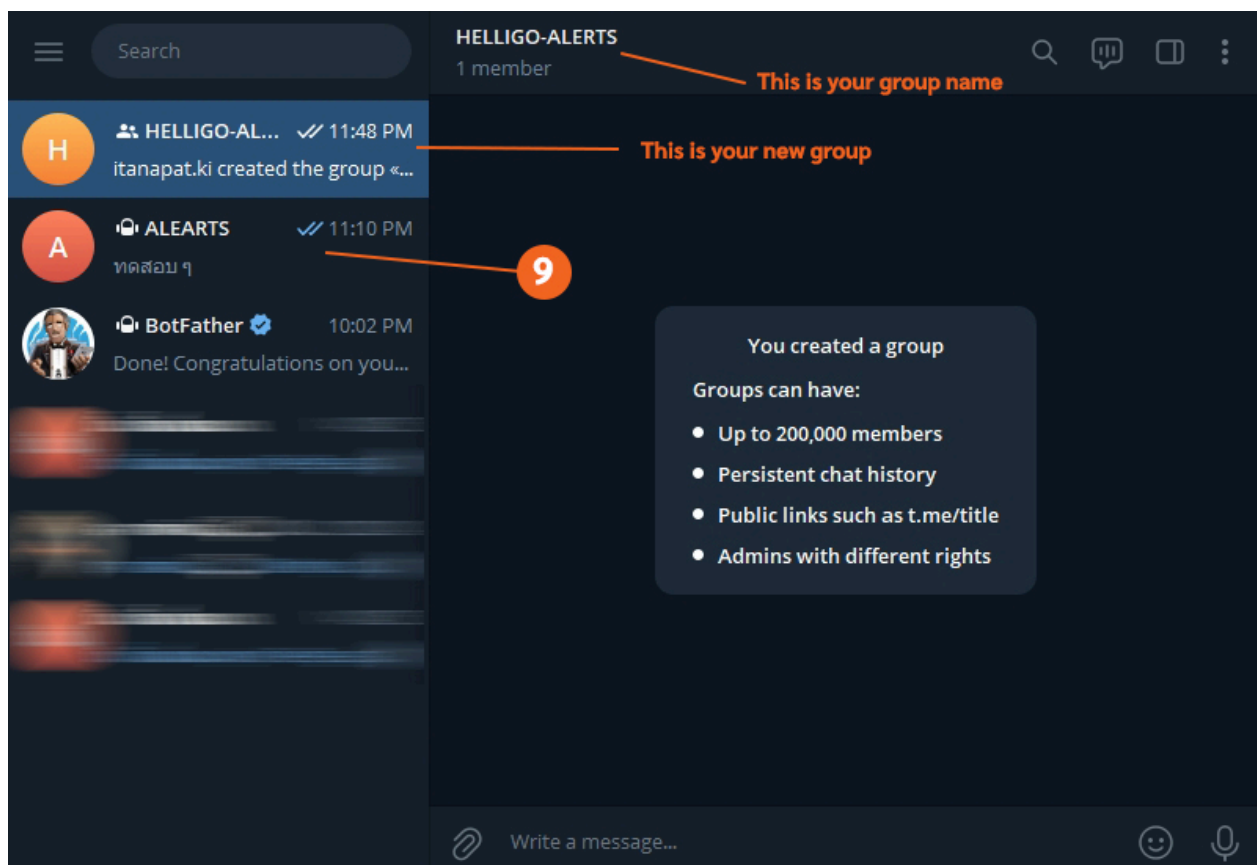 Search
HELLIGO-AL... 11:48 PM
itanapat.ki created the group «...
ALEARTS 11:10 PM
ทดสอบ ๆ
9
BotFather 10:02 PM
Done! Congratulations on you...
HELLIGO-ALERTS
1 member
This is your group name
This is your new group
You created a group
Groups can have:
• Up to 200,000 members
• Persistent chat history
• Public links such as t.me/title
• Admins with different rights
Write a message...
H
A